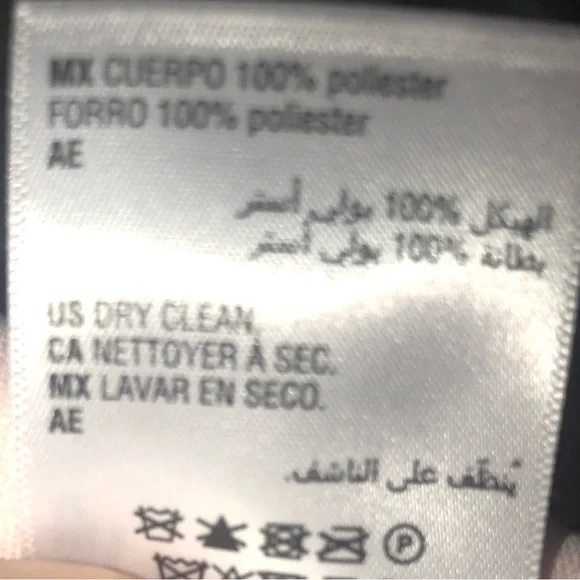 MX CUERPO 100% poliester
FORRO 100% poliester
AE
الهيكل %100 بولي أستر
بطانة %100 بولي أستر
US DRY CLEAN.
CA NETTOYER À SEC.
MX LAVAR EN SECO.
AE
يُنظّف على الناشف.
P